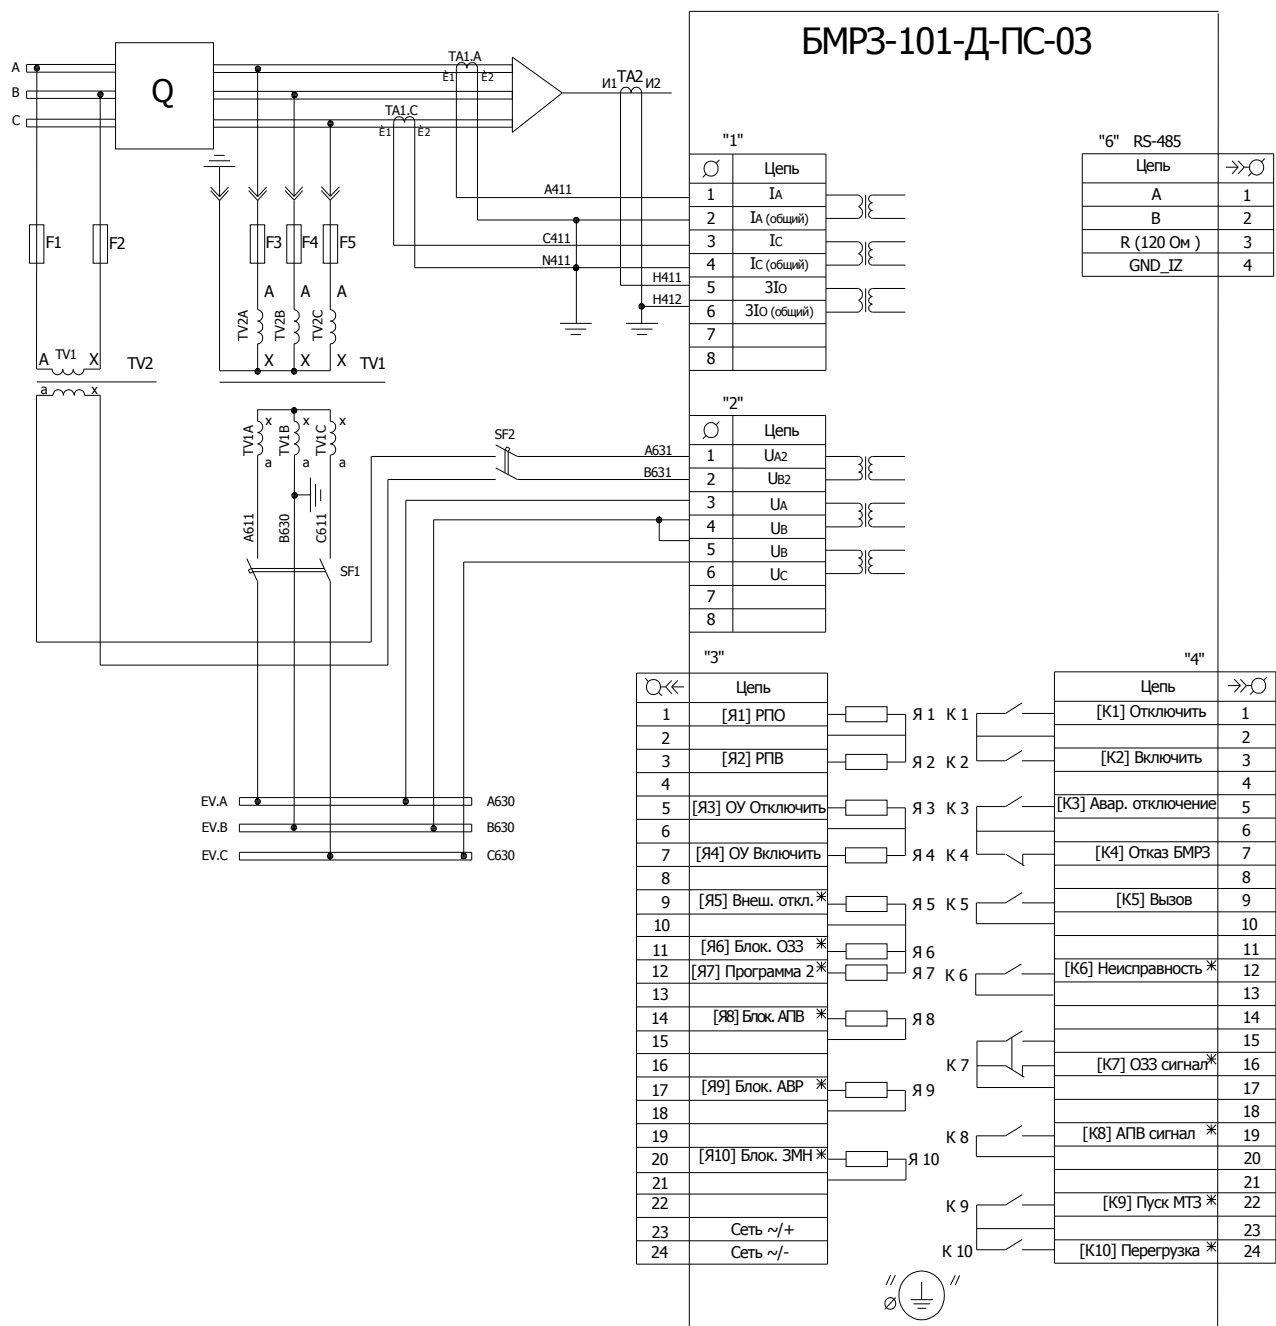 БМРЗ-101-Д-ПС-03
A
B
C
Q
TA1.A
È1 È2
TA1.C
È1 È2
И1 TA2 И2
F1
F2
F3
F4
F5
A A A
TV2A
TV2B
TV2C
X X X
TV1
A TV1 X
TV2
a x
x x x
TV1A
TV1B
TV1C
a a a
A611
B630
C611
SF1
SF2
A411
C411
N411
H411
H412
A631
B631
EV.A A630
EV.B B630
EV.C C630
"1"
Цепь
1 IA
2 IA (общий)
3 IC
4 IC (общий)
5 3IO
6 3IO (общий)
7
8
"6" RS-485
Цепь
A 1
B 2
R (120 Ом ) 3
GND_IZ 4
"2"
Цепь
1 UA2
2 UB2
3 UA
4 UB
5 UB
6 UC
7
8
"3"
Цепь
1 [Я1] РПО Я 1
2
3 [Я2] РПВ Я 2
4
5 [Я3] ОУ Отключить Я 3
6
7 [Я4] ОУ Включить Я 4
8
9 [Я5] Внеш. откл.* Я 5
10
11 [Я6] Блок. ОЗЗ * Я 6
12 [Я7] Программа 2* Я 7
13
14 [Я8] Блок. АПВ * Я 8
15
16
17 [Я9] Блок. АВР * Я 9
18
19
20 [Я10] Блок. ЗМН * Я 10
21
22
23 Сеть ~/+
24 Сеть ~/-
"4"
Цепь
К 1 [К1] Отключить 1
2
К 2 [К2] Включить 3
4
К 3 [К3] Авар. отключение 5
6
К 4 [К4] Отказ БМРЗ 7
8
К 5 [К5] Вызов 9
10
11
К 6 [К6] Неисправность * 12
13
14
15
К 7 [К7] ОЗЗ сигнал* 16
17
18
К 8 [К8] АПВ сигнал * 19
20
21
К 9 [К9] Пуск МТЗ * 22
23
К 10 [К10] Перегрузка * 24
" "